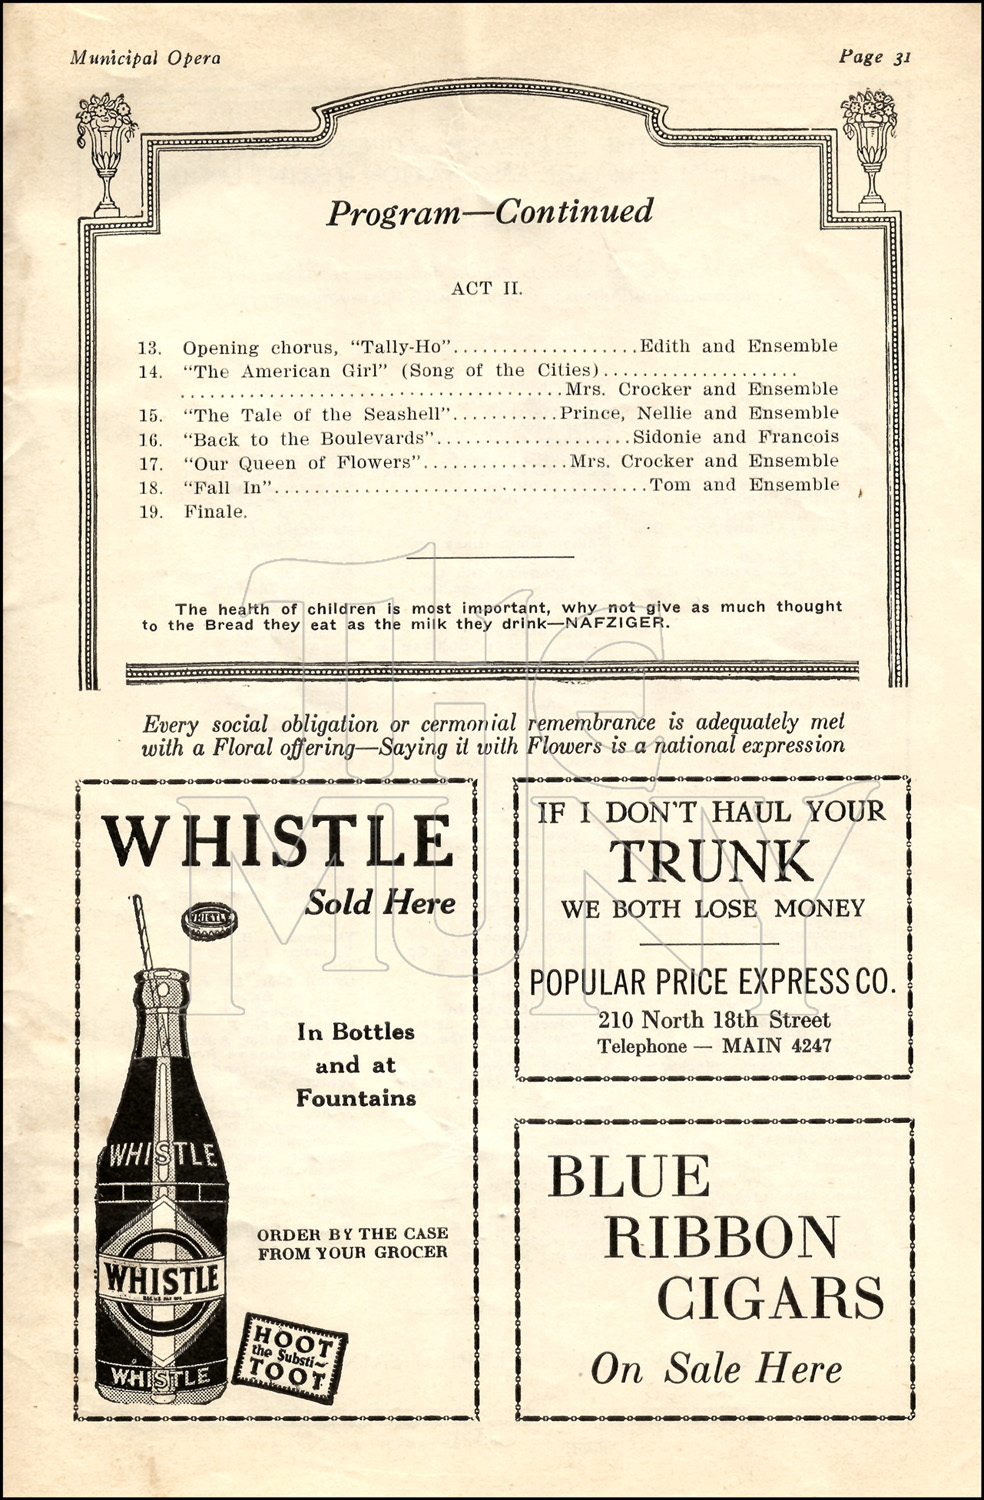 Municipal Opera
Page 31
Program—Continued
ACT II.
13. Opening chorus, "Tally-Ho"...................Edith and Ensemble
14. "The American Girl" (Song of the Cities)....................
.......................................Mrs. Crocker and Ensemble
15. "The Tale of the Seashell"...........Prince, Nellie and Ensemble
16. "Back to the Boulevards"....................Sidonie and Francois
17. "Our Queen of Flowers"...............Mrs. Crocker and Ensemble
18. "Fall In"......................................Tom and Ensemble
19. Finale.
The health of children is most important, why not give as much thought
to the Bread they eat as the milk they drink—NAFZIGER.
Every social obligation or cermonial remembrance is adequately met
with a Floral offering—Saying it with Flowers is a national expression
THE
MUNY
WHISTLE
Sold Here
WHISTLE
In Bottles
and at
Fountains
WHISTLE
ORDER BY THE CASE
FROM YOUR GROCER
WHISTLE
WHISTLE
HOOT
the Substi~
TOOT
IF I DON'T HAUL YOUR
TRUNK
WE BOTH LOSE MONEY
POPULAR PRICE EXPRESS CO.
210 North 18th Street
Telephone — MAIN 4247
BLUE
RIBBON
CIGARS
On Sale Here